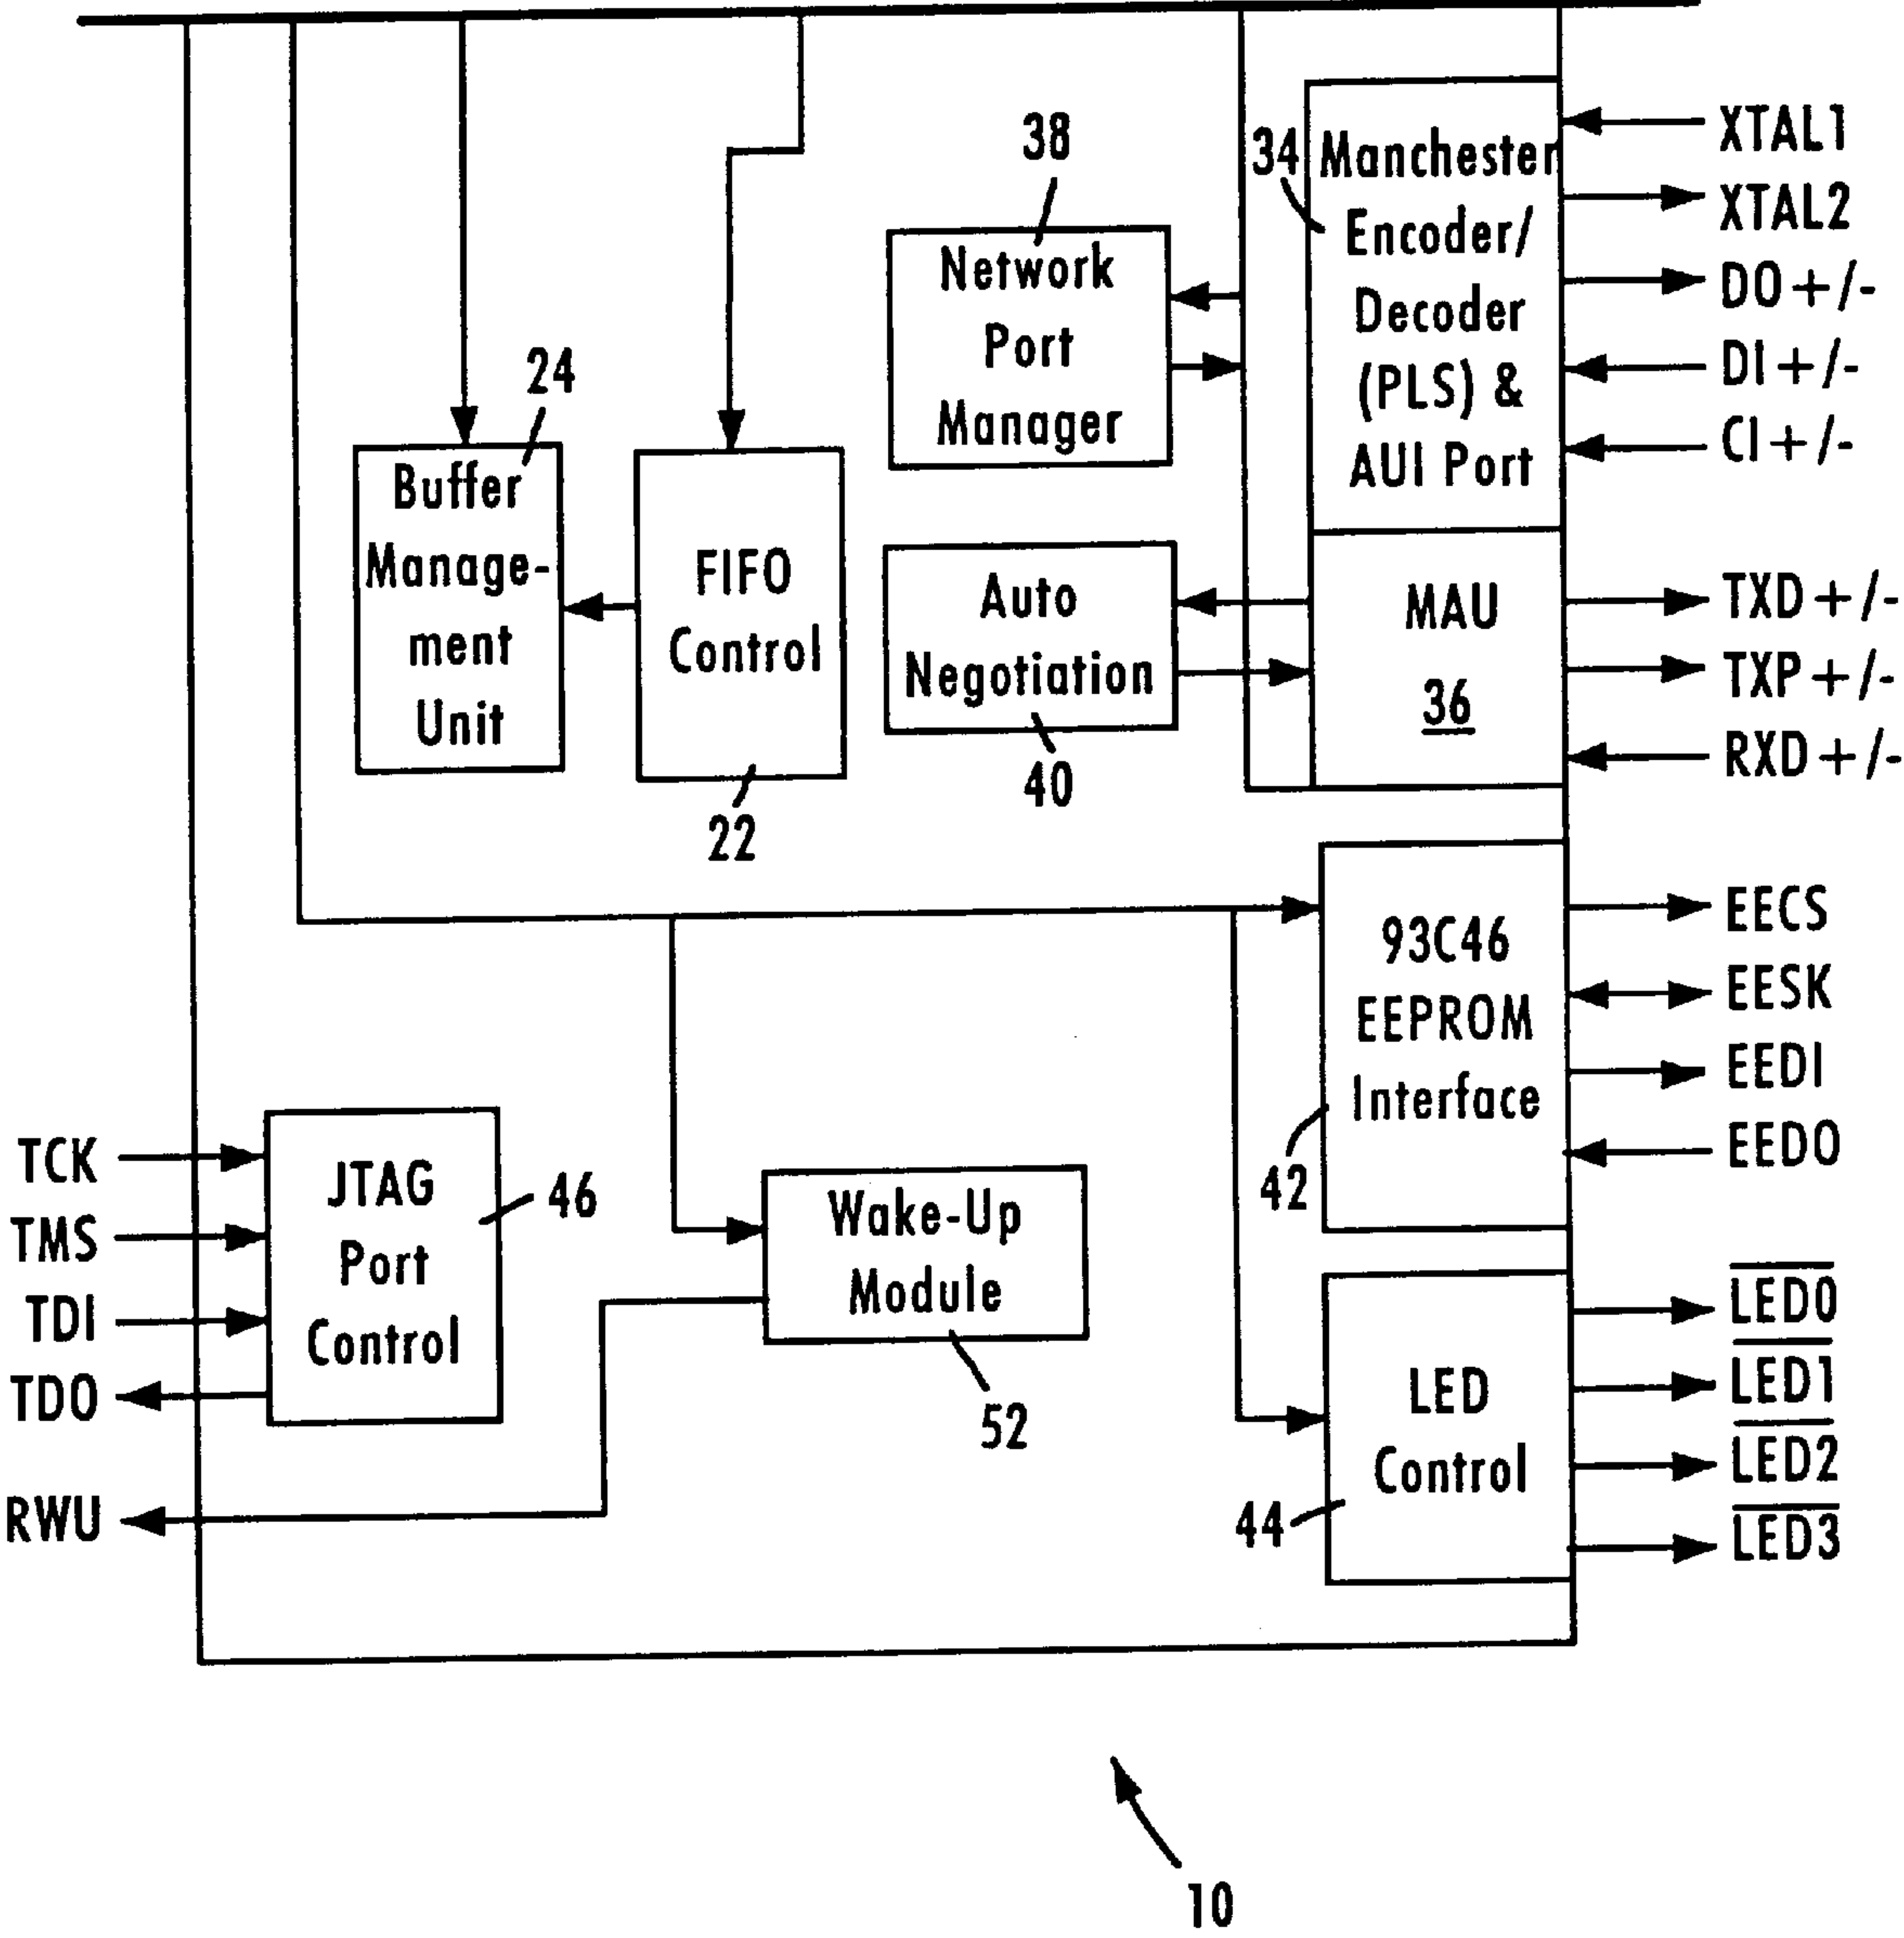 38
34
Manchester
Encoder/
Decoder
(PLS) &
AUI Port
XTAL1
XTAL2
DO +/-
DI +/-
CI +/-
Network
Port
Manager
24
Buffer
Manage-
ment
Unit
FIFO
Control
22
Auto
Negotiation
40
MAU
36
TXD +/-
TXP +/-
RXD +/-
93C46
EEPROM
Interface
42
EECS
EESK
EEDI
EEDO
TCK
TMS
TDI
TDO
RWU
JTAG
Port
Control
46
Wake-Up
Module
52
LED
Control
44
LED0
LED1
LED2
LED3
10